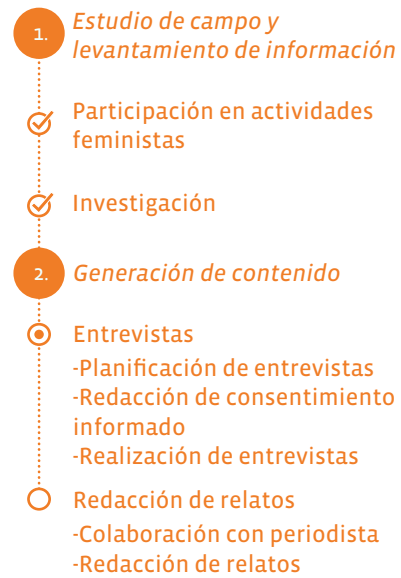 1. Estudio de campo y
levantamiento de información
Participación en actividades
feministas
Investigación
2. Generación de contenido
Entrevistas
-Planificación de entrevistas
-Redacción de consentimiento
informado
-Realización de entrevistas
Redacción de relatos
-Colaboración con periodista
-Redacción de relatos